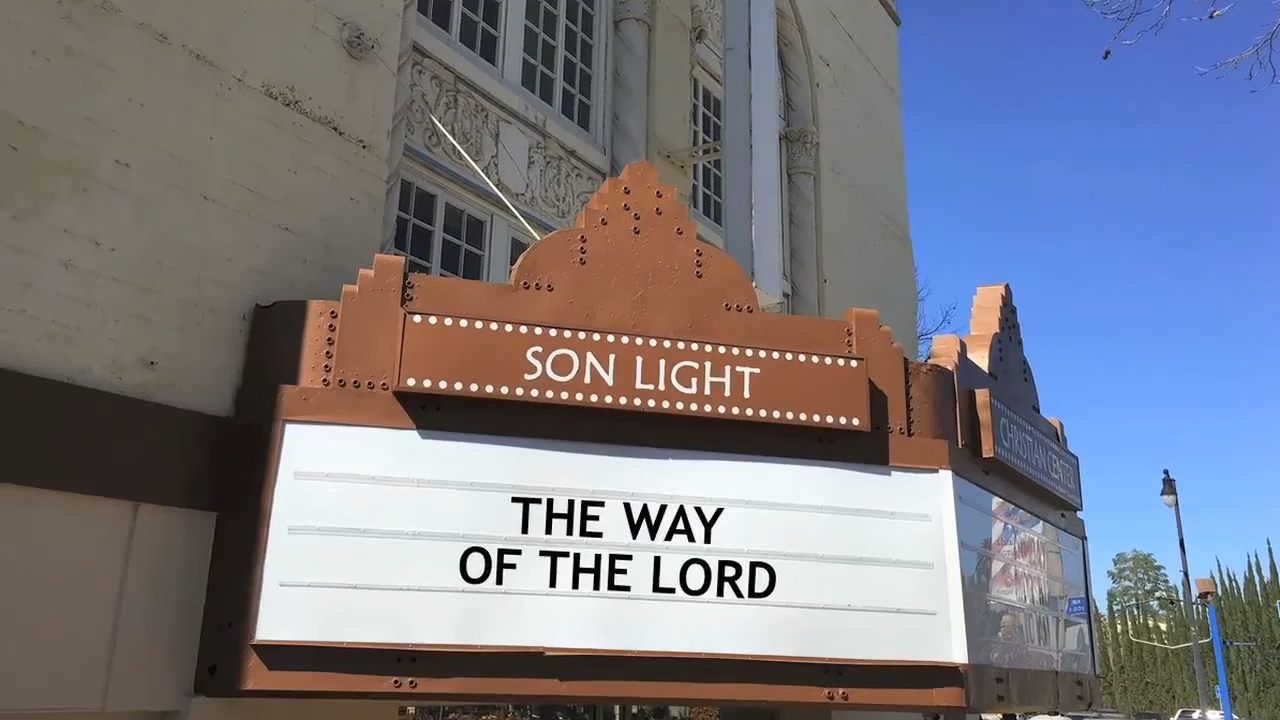 SON LIGHT
CHRISTIAN CENTER
THE WAY
OF THE LORD